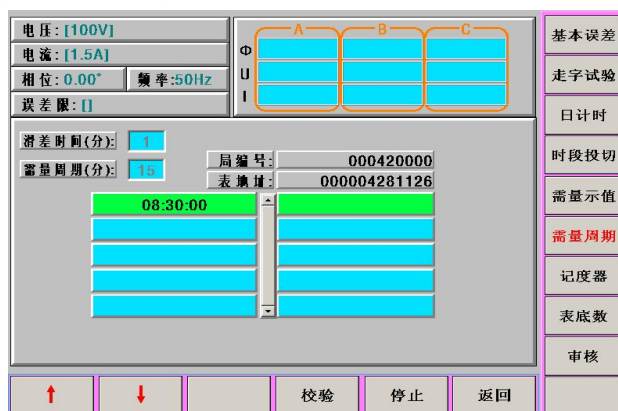 电压:[100V]
电流:[1.5A]
相位:0.00° 频率:50Hz
误差限:[]
A B C
Φ
U
I
滑差时间(分): 1
需量周期(分): 15
局编号: 000420000
表地址: 000004281126
08:30:00
基本误差
走字试验
日计时
时段投切
需量示值
需量周期
记度器
表底数
审核
↑ ↓ 校验 停止 返回